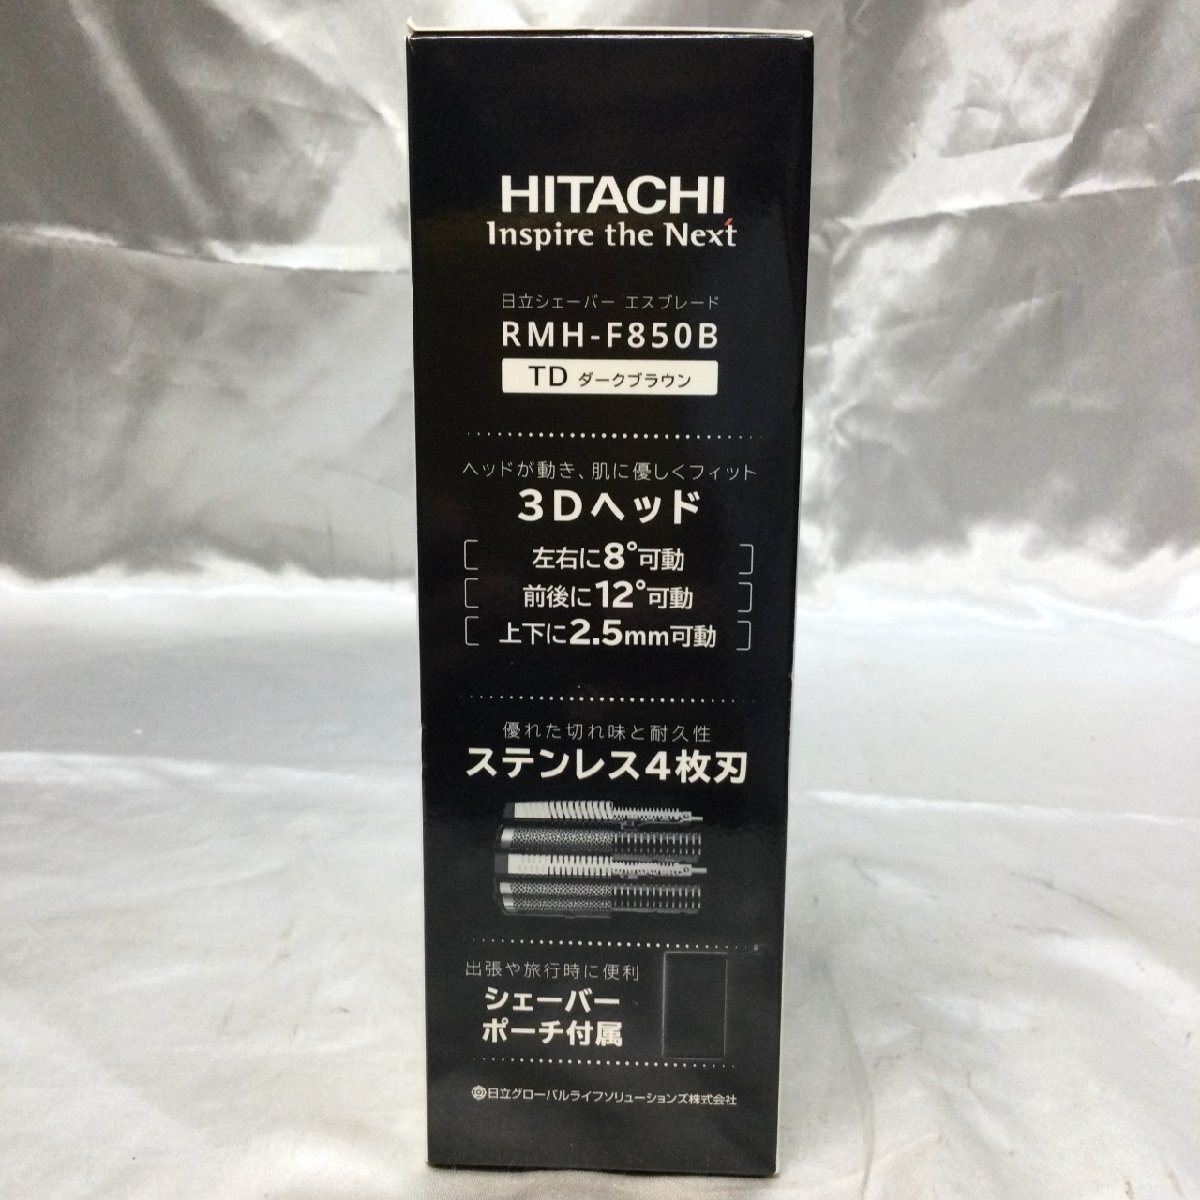 HITACHI
Inspire the Next
日立シェーバー エスブレード
RMH-F850B
TD ダークブラウン
ヘッドが動き、肌に優しくフィット
3Dヘッド
左右に8°可動
前後に12°可動
上下に2.5mm可動
優れた切れ味と耐久性
ステンレス4枚刃
出張や旅行時に便利
シェーバー
ポーチ付属
日立グローバルライフソリューションズ株式会社